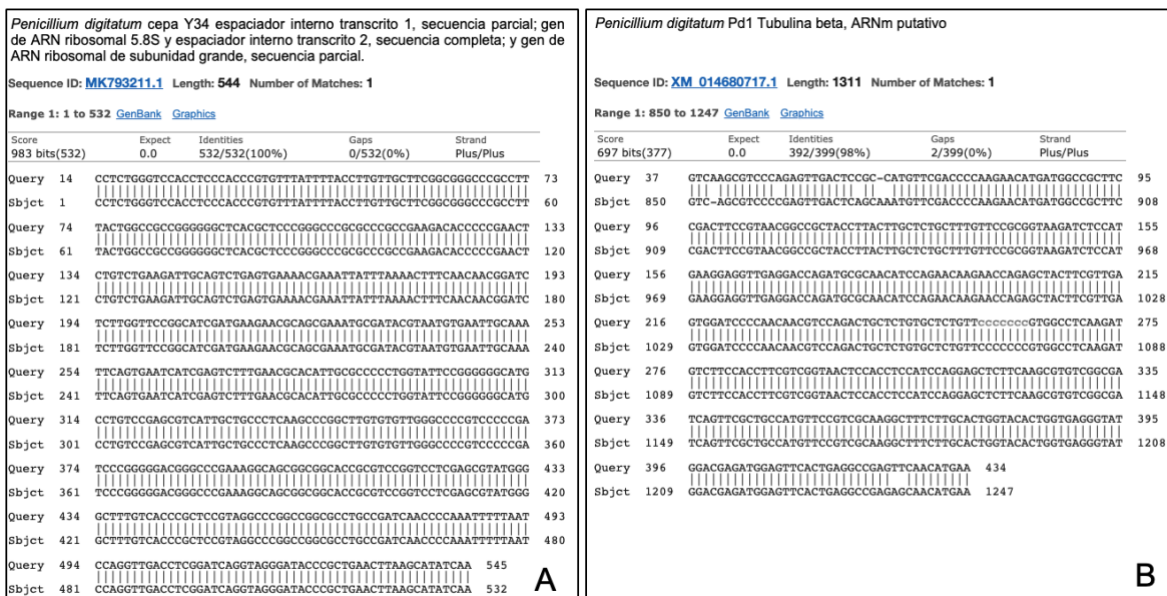 Penicillium digitatum cepa Y34 espaciador interno transcrito 1, secuencia parcial; gen
de ARN ribosomal 5.8S y espaciador interno transcrito 2, secuencia completa; y gen de
ARN ribosomal de subunidad grande, secuencia parcial.
Sequence ID: MK793211.1 Length: 544 Number of Matches: 1
Range 1: 1 to 532 GenBank Graphics
Score Expect Identities Gaps Strand
983 bits(532) 0.0 532/532(100%) 0/532(0%) Plus/Plus
Query 14 CCTCTGGGTCCACCTCCCACCCGTGTTTATTTTACCTTGTTGCTTCGGCGGGCCCGCCTT 73
Sbjct 1 CCTCTGGGTCCACCTCCCACCCGTGTTTATTTTACCTTGTTGCTTCGGCGGGCCCGCCTT 60
Query 74 TACTGGCCGCCGGGGGGCTCACGCTCCCGGGCCCGCGCCCGCCGAAGACACCCCCGAACT 133
Sbjct 61 TACTGGCCGCCGGGGGGCTCACGCTCCCGGGCCCGCGCCCGCCGAAGACACCCCCGAACT 120
Query 134 CTGTCTGAAGATTGCAGTCTGAGTGAAAACGAAATTATTTAAAACTTTCAACAACGGATC 193
Sbjct 121 CTGTCTGAAGATTGCAGTCTGAGTGAAAACGAAATTATTTAAAACTTTCAACAACGGATC 180
Query 194 TCTTGGTTCCGGCATCGATGAAGAACGCAGCGAAATGCGATACGTAATGTGAATTGCAAA 253
Sbjct 181 TCTTGGTTCCGGCATCGATGAAGAACGCAGCGAAATGCGATACGTAATGTGAATTGCAAA 240
Query 254 TTCAGTGAATCATCGAGTCTTTGAACGCACATTGCGCCCCCTGGTATTCCGGGGGGCATG 313
Sbjct 241 TTCAGTGAATCATCGAGTCTTTGAACGCACATTGCGCCCCCTGGTATTCCGGGGGGCATG 300
Query 314 CCTGTCCGAGCGTCATTGCTGCCCTCAAGCCCGGCTTGTGTGTTGGGCCCCGTCCCCCGA 373
Sbjct 301 CCTGTCCGAGCGTCATTGCTGCCCTCAAGCCCGGCTTGTGTGTTGGGCCCCGTCCCCCGA 360
Query 374 TCCCGGGGGACGGGCCCGAAAGGCAGCGGCGGCACCGCGTCCGGTCCTCGAGCGTATGGG 433
Sbjct 361 TCCCGGGGGACGGGCCCGAAAGGCAGCGGCGGCACCGCGTCCGGTCCTCGAGCGTATGGG 420
Query 434 GCTTTGTCACCCGCTCCGTAGGCCCGGCCGGCGCCTGCCGATCAACCCCAAATTTTTAAT 493
Sbjct 421 GCTTTGTCACCCGCTCCGTAGGCCCGGCCGGCGCCTGCCGATCAACCCCAAATTTTTAAT 480
Query 494 CCAGGTTGACCTCGGATCAGGTAGGGATACCCGCTGAACTTAAGCATATCAA 545
Sbjct 481 CCAGGTTGACCTCGGATCAGGTAGGGATACCCGCTGAACTTAAGCATATCAA 532
A
Penicillium digitatum Pd1 Tubulina beta, ARNm putativo
Sequence ID: XM_014680717.1 Length: 1311 Number of Matches: 1
Range 1: 850 to 1247 GenBank Graphics
Score Expect Identities Gaps Strand
697 bits(377) 0.0 392/399(98%) 2/399(0%) Plus/Plus
Query 37 GTCAAGCGTCCCAGAGTTGACTCCGC-CATGTTCGACCCCAAGAACATGATGGCCGCTTC 95
Sbjct 850 GTC-AGCGTCCCCGAGTTGACTCAGCAAATGTTCGACCCCAAGAACATGATGGCCGCTTC 908
Query 96 CGACTTCCGTAACGGCCGCTACCTTACTTGCTCTGCTTTGTTCCGCGGTAAGATCTCCAT 155
Sbjct 909 CGACTTCCGTAACGGCCGCTACCTTACTTGCTCTGCTTTGTTCCGCGGTAAGATCTCCAT 968
Query 156 GAAGGAGGTTGAGGACCAGATGCGCAACATCCAGAACAAGAACCAGAGCTACTTCGTTGA 215
Sbjct 969 GAAGGAGGTTGAGGACCAGATGCGCAACATCCAGAACAAGAACCAGAGCTACTTCGTTGA 1028
Query 216 GTGGATCCCCAACAACGTCCAGACTGCTCTGTGCTCTGTTccccccccGTGGCCTCAAGAT 275
Sbjct 1029 GTGGATCCCCAACAACGTCCAGACTGCTCTGTGCTCTGTTCCCCCCCGTGGCCTCAAGAT 1088
Query 276 GTCTTCCACCTTCGTCGGTAACTCCACCTCCATCCAGGAGCTCTTCAAGCGTGTCGGCGA 335
Sbjct 1089 GTCTTCCACCTTCGTCGGTAACTCCACCTCCATCCAGGAGCTCTTCAAGCGTGTCGGCGA 1148
Query 336 TCAGTTCGCTGCCATGTTCCGTCGCAAGGCTTTCTTGCACTGGTACACTGGTGAGGGTAT 395
Sbjct 1149 TCAGTTCGCTGCCATGTTCCGTCGCAAGGCTTTCTTGCACTGGTACACTGGTGAGGGTAT 1208
Query 396 GGACGAGATGGAGTTCACTGAGGCCGAGTTCAACATGAA 434
Sbjct 1209 GGACGAGATGGAGTTCACTGAGGCCGAGAGCAACATGAA 1247
B